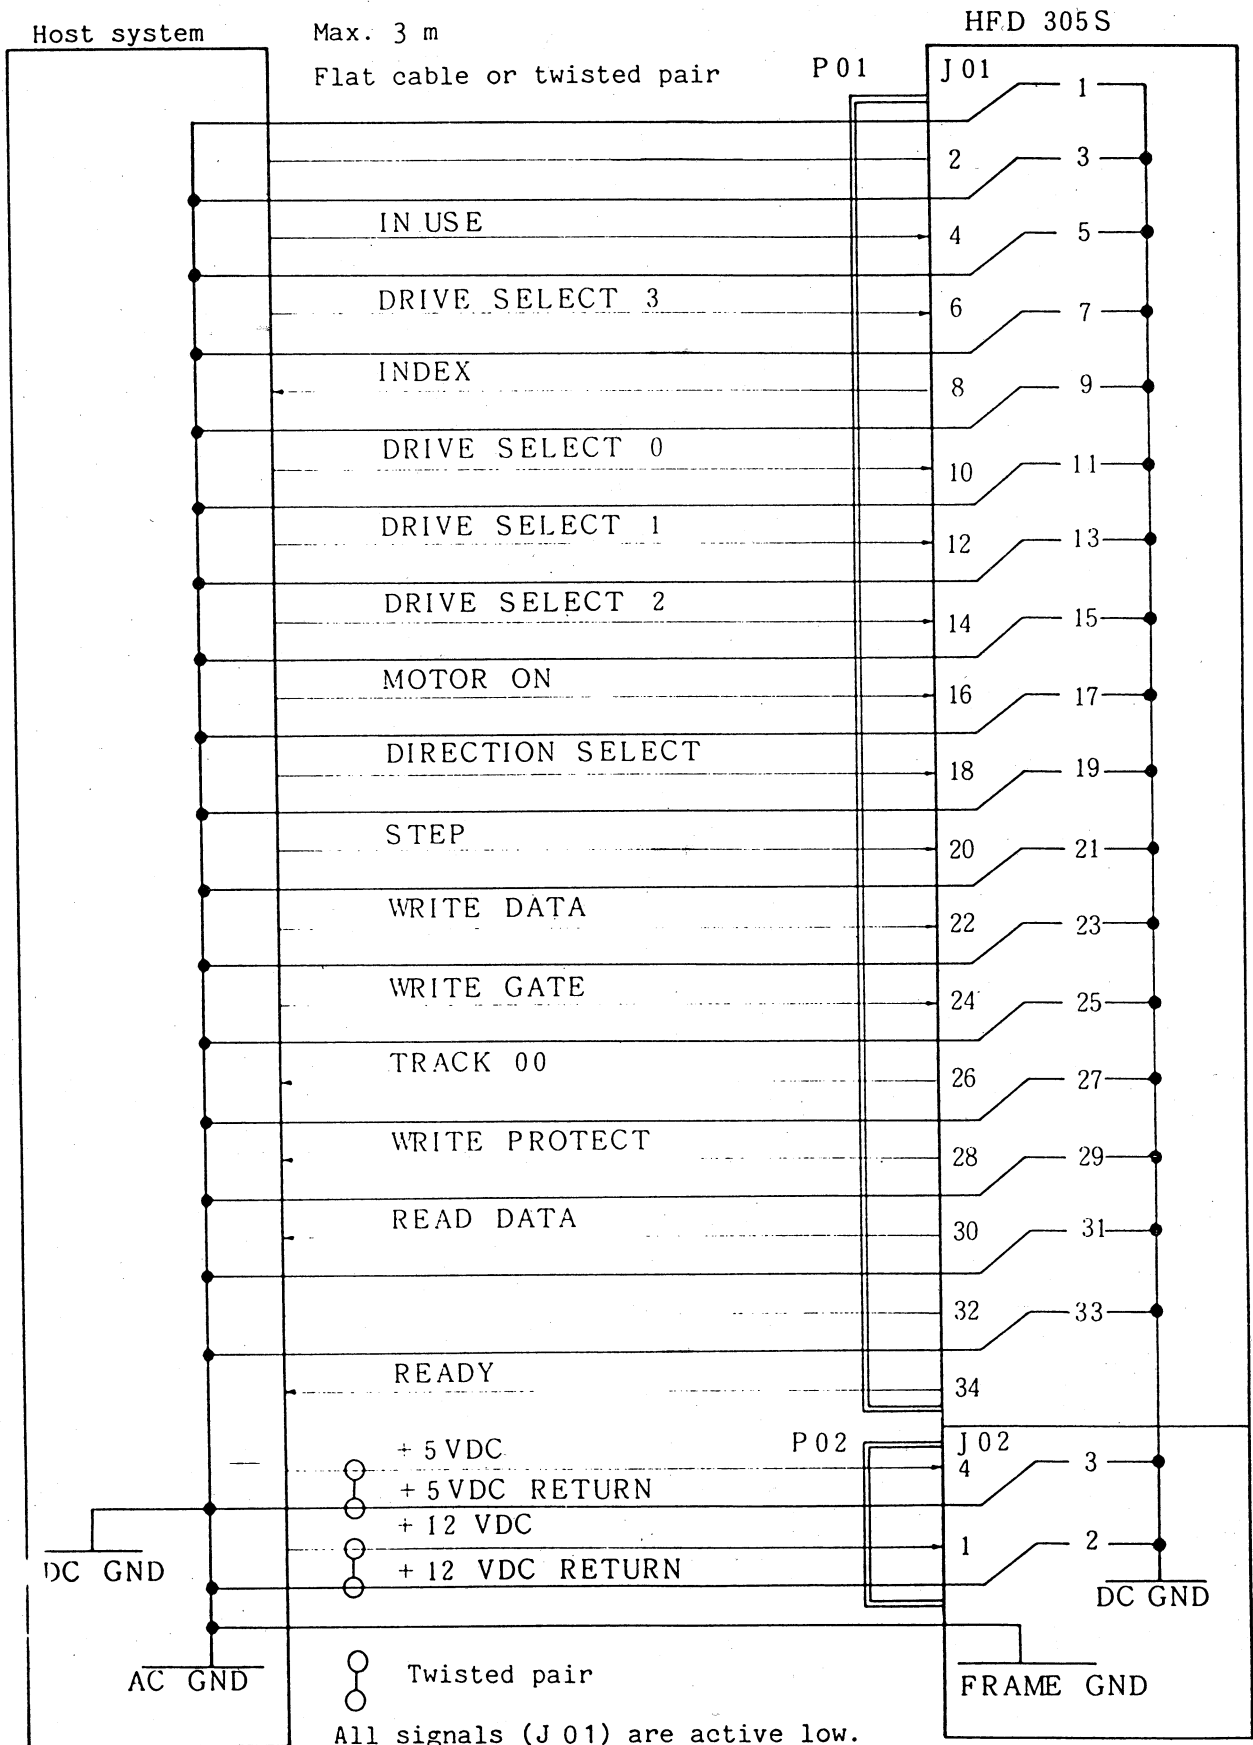 Host system Max. 3 m HFD 305S
Flat cable or twisted pair P01 J01
1
2 3
IN USE 4 5
DRIVE SELECT 3 6 7
INDEX 8 9
DRIVE SELECT 0 10 11
DRIVE SELECT 1 12 13
DRIVE SELECT 2 14 15
MOTOR ON 16 17
DIRECTION SELECT 18 19
STEP 20 21
WRITE DATA 22 23
WRITE GATE 24 25
TRACK 00 26 27
WRITE PROTECT 28 29
READ DATA 30 31
32 33
READY 34
+ 5 VDC P02 J02
4 3
+ 5 VDC RETURN
+ 12 VDC
1 2
DC GND + 12 VDC RETURN DC GND
AC GND Twisted pair FRAME GND
All signals (J 01) are active low.